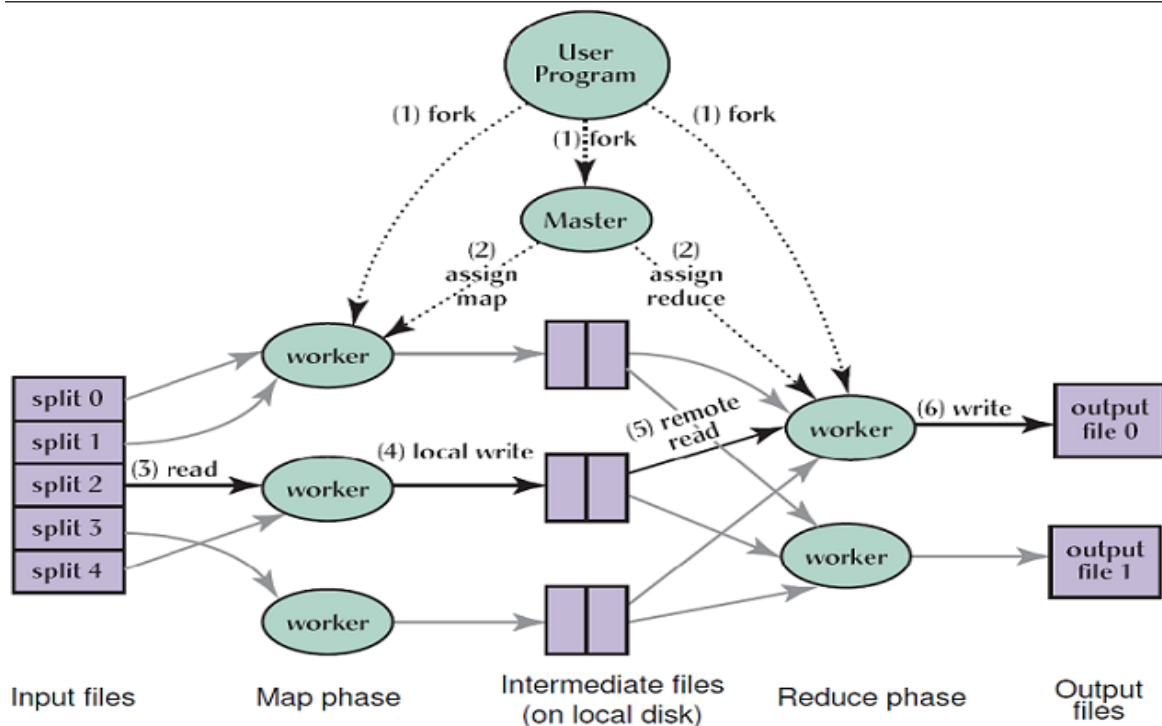 User
Program
(1) fork
(1) fork
(1) fork
Master
(2)
assign
map
(2)
assign
reduce
worker
split 0
split 1
split 2
split 3
split 4
(3) read
worker
(4) local write
(5) remote
read
worker
(6) write
output
file 0
worker
worker
output
file 1
Input files
Map phase
Intermediate files
(on local disk)
Reduce phase
Output
files